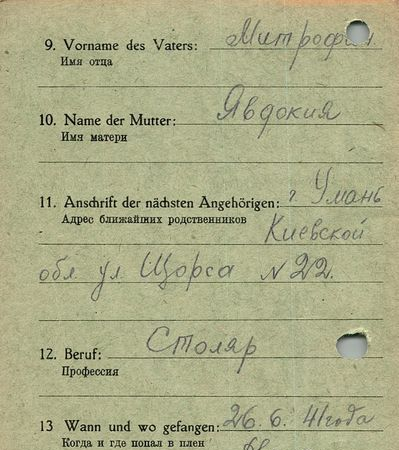 9. Vorname des Vaters: Митрофан
Имя отца
10. Name der Mutter: Явдокия
Имя матери
11. Anschrift der nächsten Angehörigen: г. Умань
Адрес ближайших родственников Киевской
обл ул Щорса N 22.
12. Beruf: Столяр
Профессия
13 Wann und wo gefangen: 26. 6. 41 года
Когда и где попал в плен